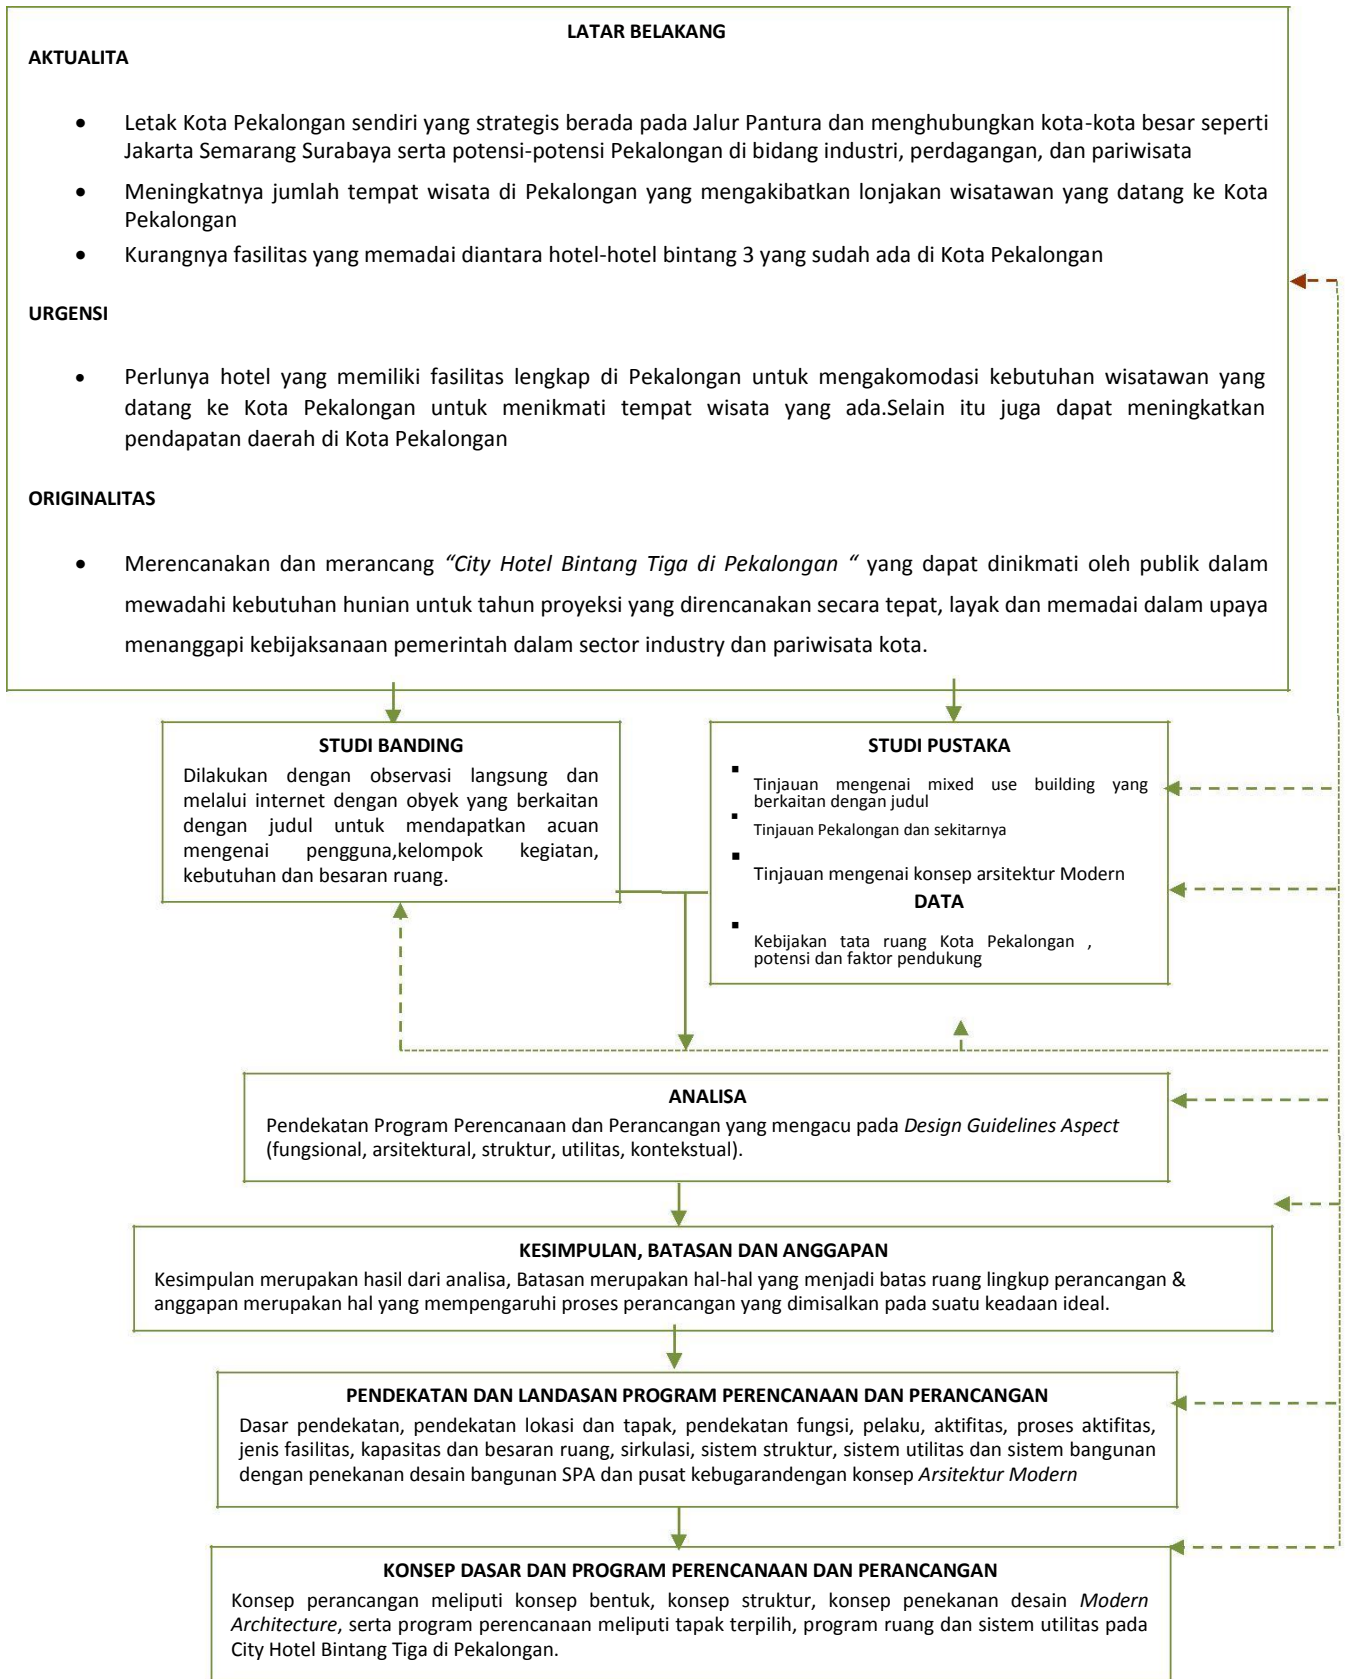 LATAR BELAKANG
AKTUALITA
• Letak Kota Pekalongan sendiri yang strategis berada pada Jalur Pantura dan menghubungkan kota-kota besar seperti
Jakarta Semarang Surabaya serta potensi-potensi Pekalongan di bidang industri, perdagangan, dan pariwisata
• Meningkatnya jumlah tempat wisata di Pekalongan yang mengakibatkan lonjakan wisatawan yang datang ke Kota
Pekalongan
• Kurangnya fasilitas yang memadai diantara hotel-hotel bintang 3 yang sudah ada di Kota Pekalongan
URGENSI
• Perlunya hotel yang memiliki fasilitas lengkap di Pekalongan untuk mengakomodasi kebutuhan wisatawan yang
datang ke Kota Pekalongan untuk menikmati tempat wisata yang ada.Selain itu juga dapat meningkatkan
pendapatan daerah di Kota Pekalongan
ORIGINALITAS
• Merencanakan dan merancang “City Hotel Bintang Tiga di Pekalongan “ yang dapat dinikmati oleh publik dalam
mewadahi kebutuhan hunian untuk tahun proyeksi yang direncanakan secara tepat, layak dan memadai dalam upaya
menanggapi kebijaksanaan pemerintah dalam sector industry dan pariwisata kota.
STUDI BANDING
Dilakukan dengan observasi langsung dan
melalui internet dengan obyek yang berkaitan
dengan judul untuk mendapatkan acuan
mengenai pengguna,kelompok kegiatan,
kebutuhan dan besaran ruang.
STUDI PUSTAKA
▪ Tinjauan mengenai mixed use building yang
berkaitan dengan judul
▪ Tinjauan Pekalongan dan sekitarnya
▪ Tinjauan mengenai konsep arsitektur Modern
DATA
▪ Kebijakan tata ruang Kota Pekalongan ,
potensi dan faktor pendukung
ANALISA
Pendekatan Program Perencanaan dan Perancangan yang mengacu pada Design Guidelines Aspect
(fungsional, arsitektural, struktur, utilitas, kontekstual).
KESIMPULAN, BATASAN DAN ANGGAPAN
Kesimpulan merupakan hasil dari analisa, Batasan merupakan hal-hal yang menjadi batas ruang lingkup perancangan &
anggapan merupakan hal yang mempengaruhi proses perancangan yang dimisalkan pada suatu keadaan ideal.
PENDEKATAN DAN LANDASAN PROGRAM PERENCANAAN DAN PERANCANGAN
Dasar pendekatan, pendekatan lokasi dan tapak, pendekatan fungsi, pelaku, aktifitas, proses aktifitas,
jenis fasilitas, kapasitas dan besaran ruang, sirkulasi, sistem struktur, sistem utilitas dan sistem bangunan
dengan penekanan desain bangunan SPA dan pusat kebugarandengan konsep Arsitektur Modern
KONSEP DASAR DAN PROGRAM PERENCANAAN DAN PERANCANGAN
Konsep perancangan meliputi konsep bentuk, konsep struktur, konsep penekanan desain Modern
Architecture, serta program perencanaan meliputi tapak terpilih, program ruang dan sistem utilitas pada
City Hotel Bintang Tiga di Pekalongan.